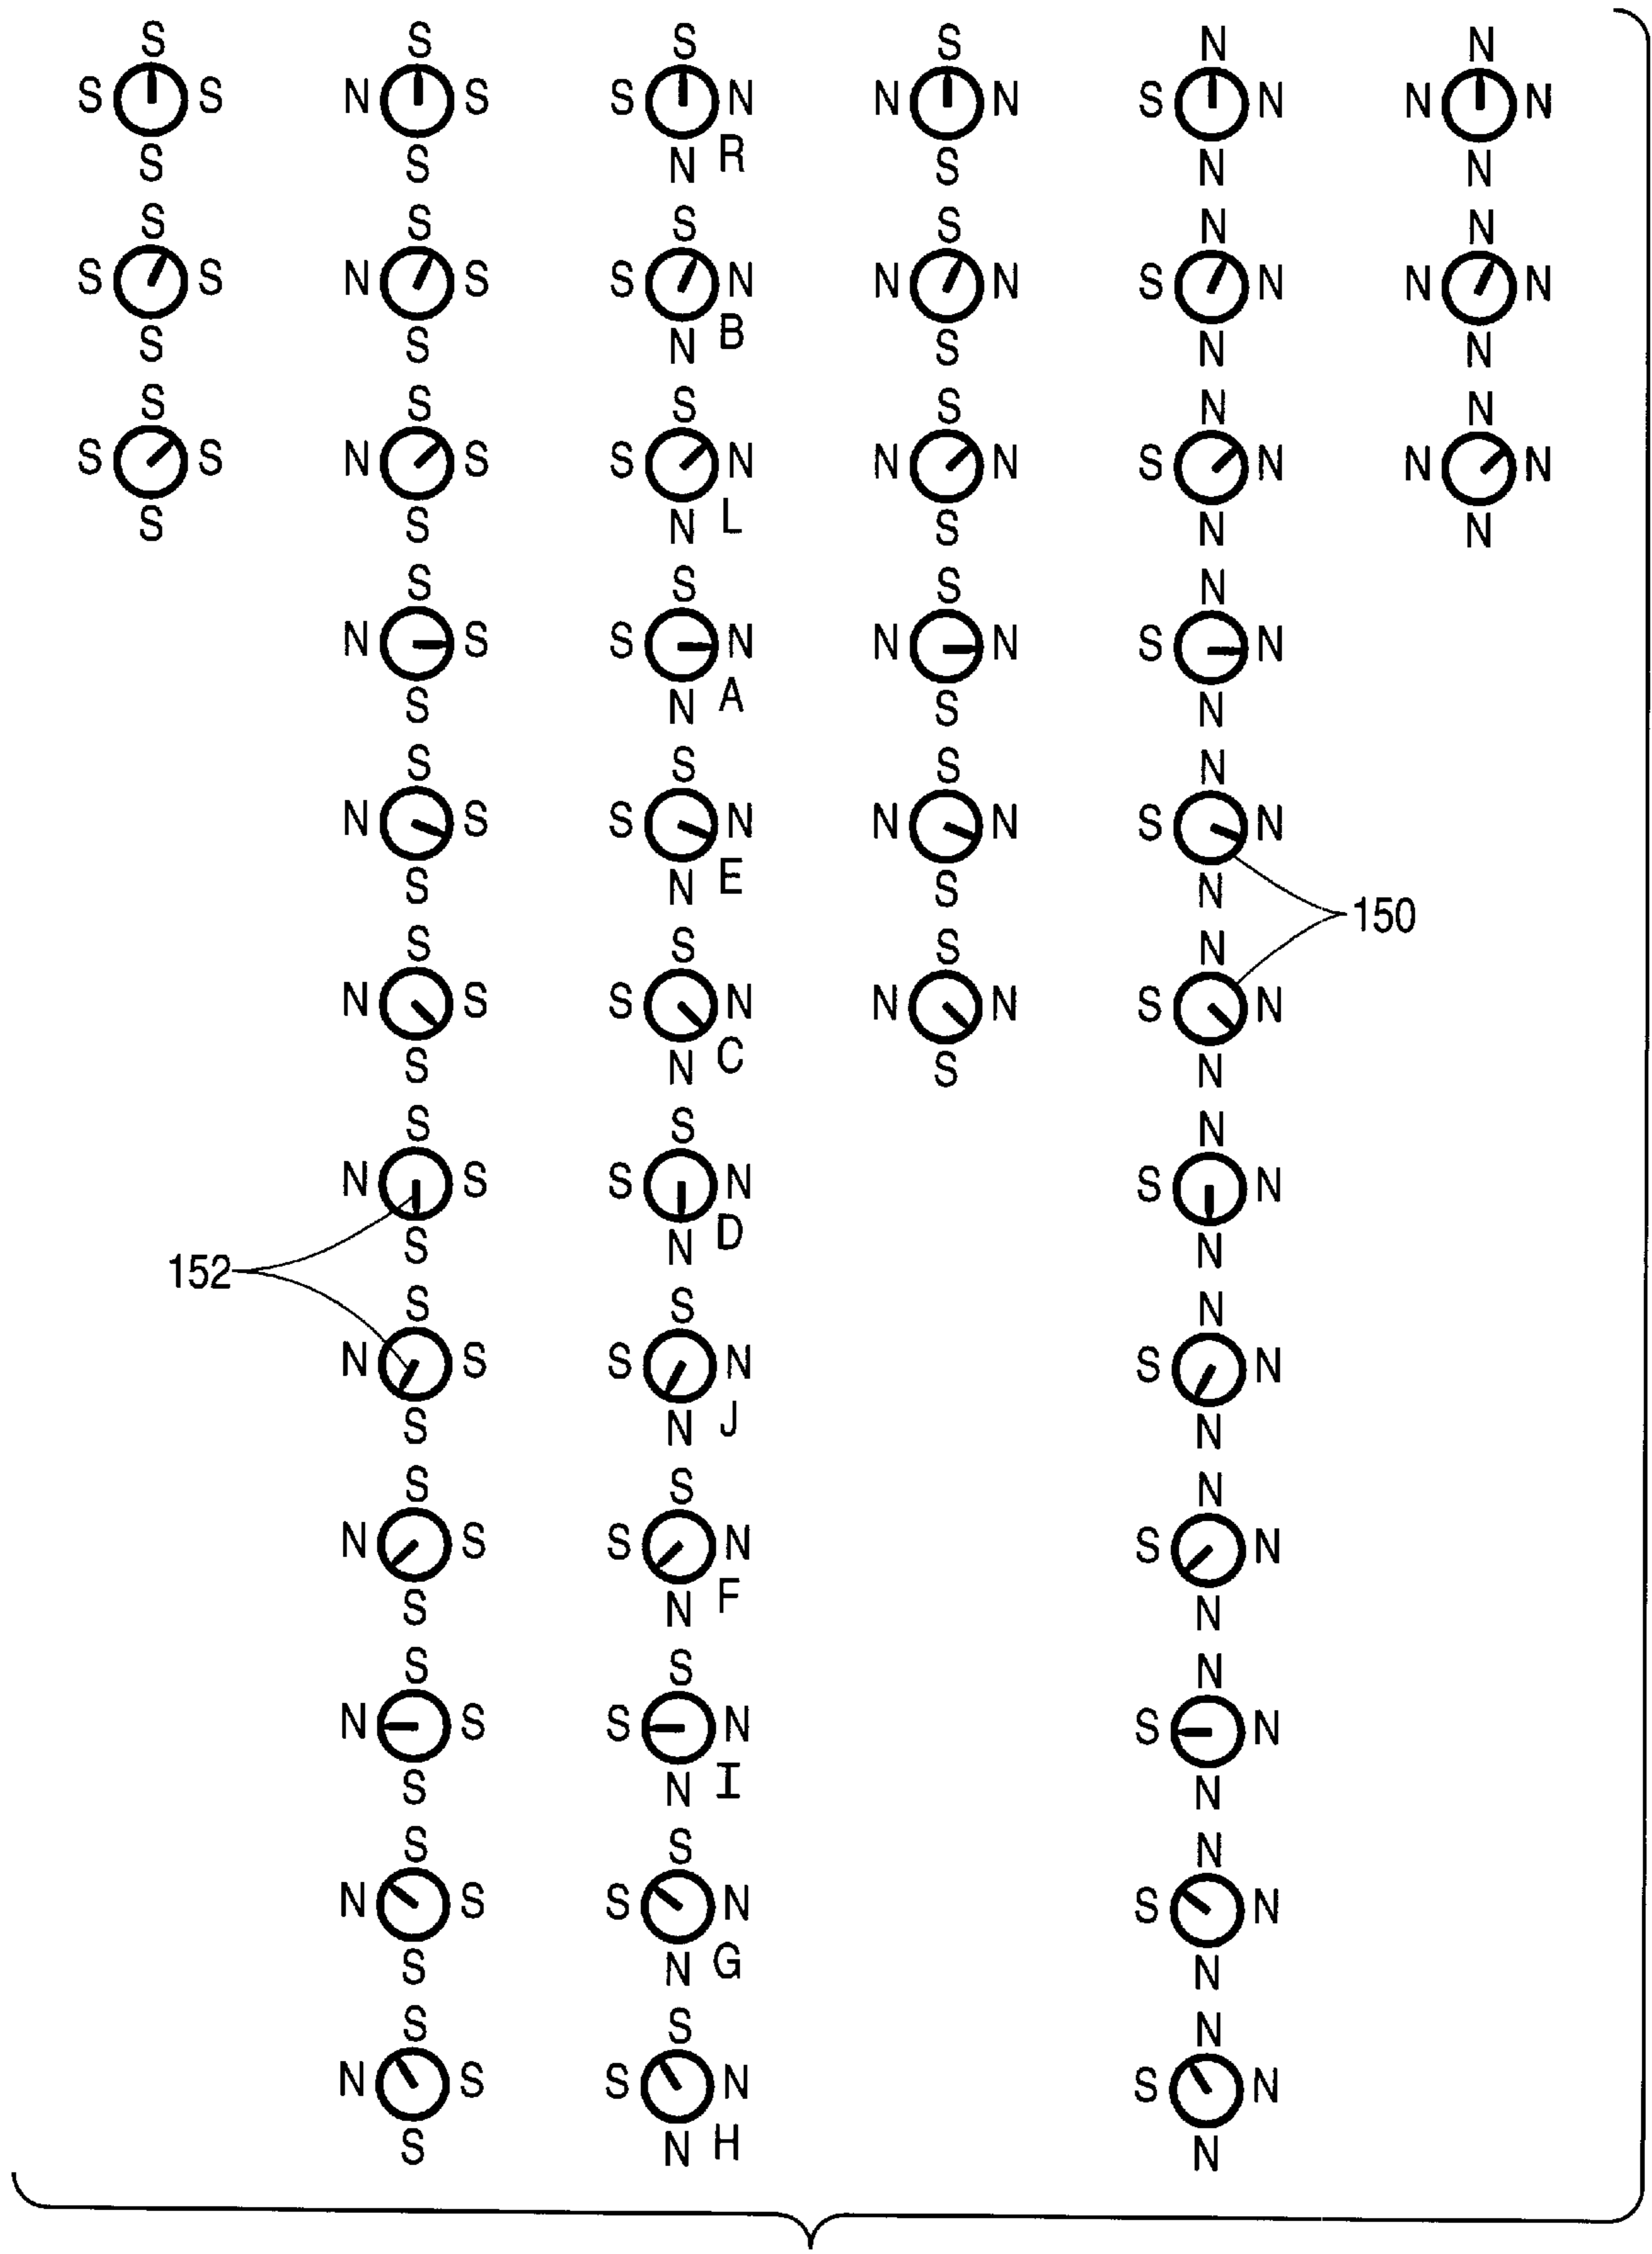 S S S S N N
S S N S S N N N S N N N
S S N R S N N
S S S S N N
S S N S S N N N S N N N
S S N B S N N
S S S S N N
S S N S S N N N S N N N
S S N L S N N
S S S N
N S S N N N S N
S N A S N
S S S N
N S S N N N S N
S N E S N
150
S S S N
N S S N N N S N
S N C S N
S S N
N S S N S N
S N D N
152
S S N
N S S N S N
S N J N
S S N
N S S N S N
S N F N
S S N
N S S N S N
S N I N
S S N
N S S N S N
S N G N
S S N
N S S N S N
S N H N